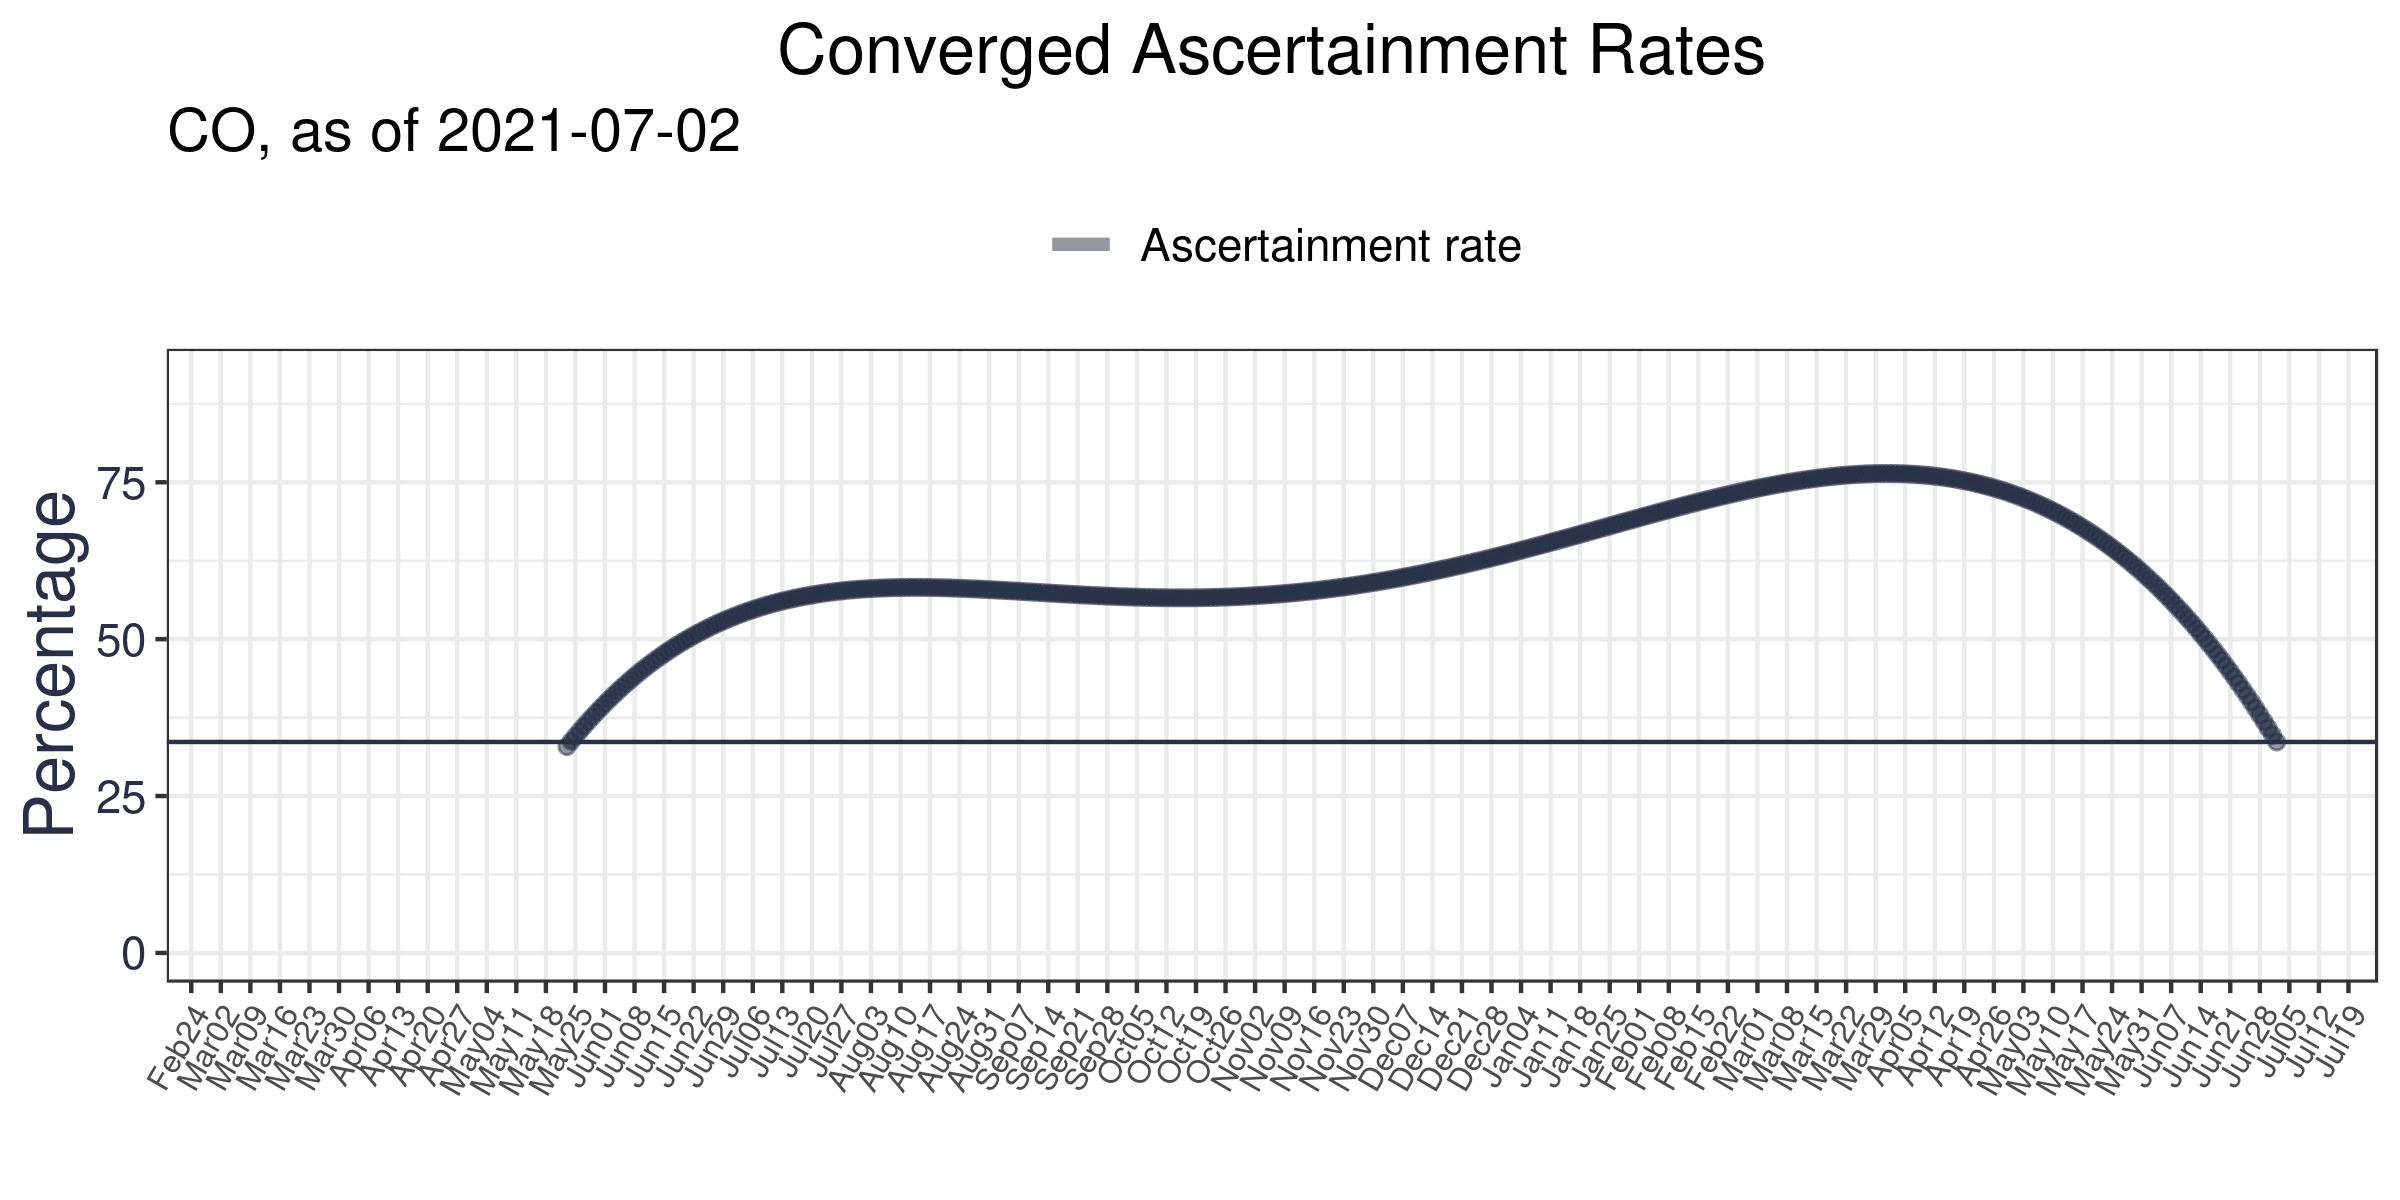 Converged Ascertainment Rates
CO, as of 2021-07-02
Ascertainment rate
Percentage
75
50
25
0
Feb24
Mar02
Mar09
Mar16
Mar23
Mar30
Apr06
Apr13
Apr20
Apr27
May04
May11
May18
May25
Jun01
Jun08
Jun15
Jun22
Jun29
Jul06
Jul13
Jul20
Jul27
Aug03
Aug10
Aug17
Aug24
Aug31
Sep07
Sep14
Sep21
Sep28
Oct05
Oct12
Oct19
Oct26
Nov02
Nov09
Nov16
Nov23
Nov30
Dec07
Dec14
Dec21
Dec28
Jan04
Jan11
Jan18
Jan25
Feb01
Feb08
Feb15
Feb22
Mar01
Mar08
Mar15
Mar22
Mar29
Apr05
Apr12
Apr19
Apr26
May03
May10
May17
May24
May31
Jun07
Jun14
Jun21
Jun28
Jul05
Jul12
Jul19